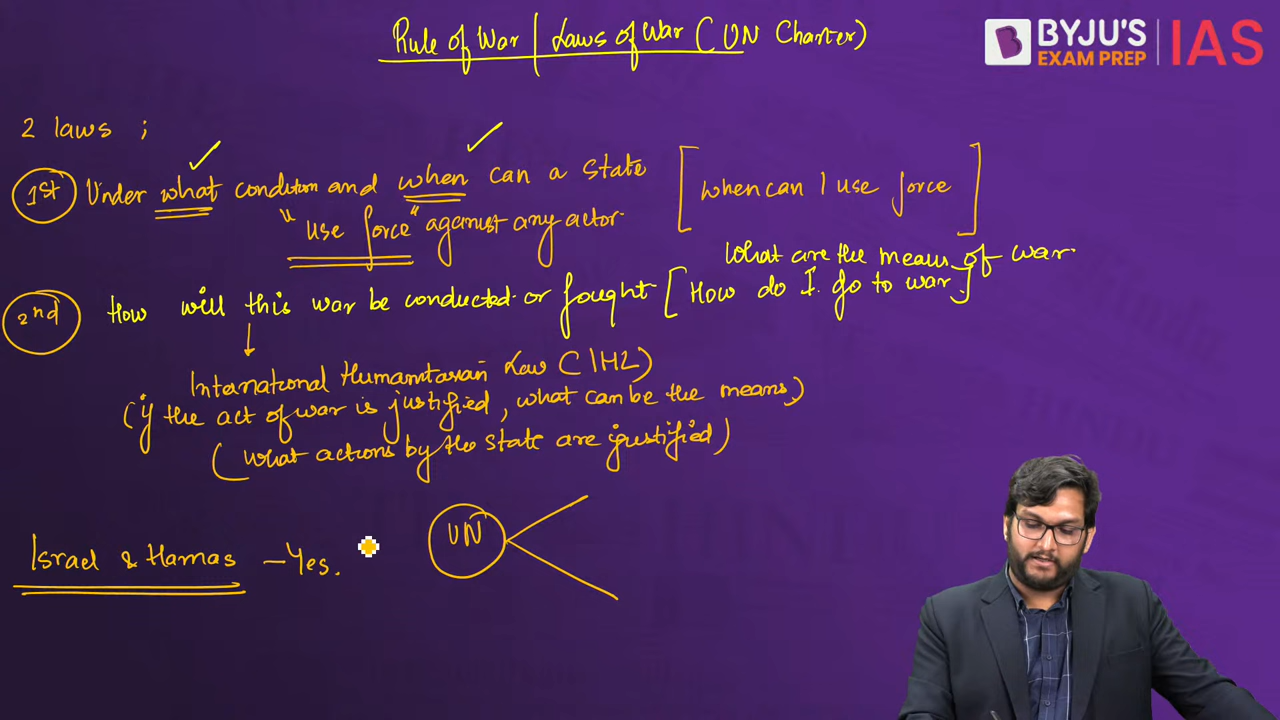 Rule of War | Laws of War (UN Charter)
BYJU'S
EXAM PREP
IAS
2 laws ;
1st Under what condition and when can a state [when can I use force]
"use force" against any actor.
What are the means of war.
2nd How will this war be conducted or fought [How do I go to war]
International Humanitarian Law (IHL)
(if the act of war is justified, what can be the means)
(what actions by the state are justified)
Israel & Hamas - Yes.
UN